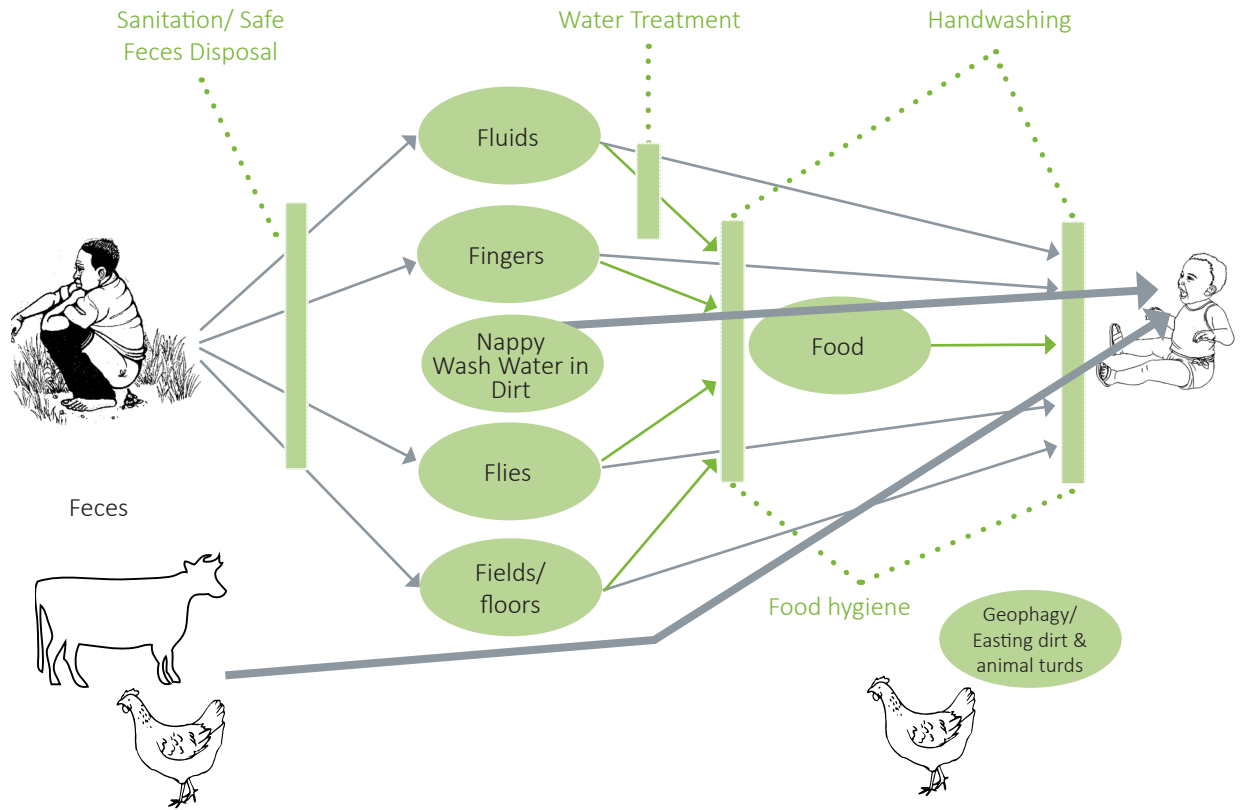 Sanitation/ Safe
Feces Disposal
Water Treatment
Handwashing
Fluids
Fingers
Nappy
Wash Water in
Dirt
Food
Flies
Feces
Fields/
floors
Food hygiene
Geophagy/
Easting dirt &
animal turds